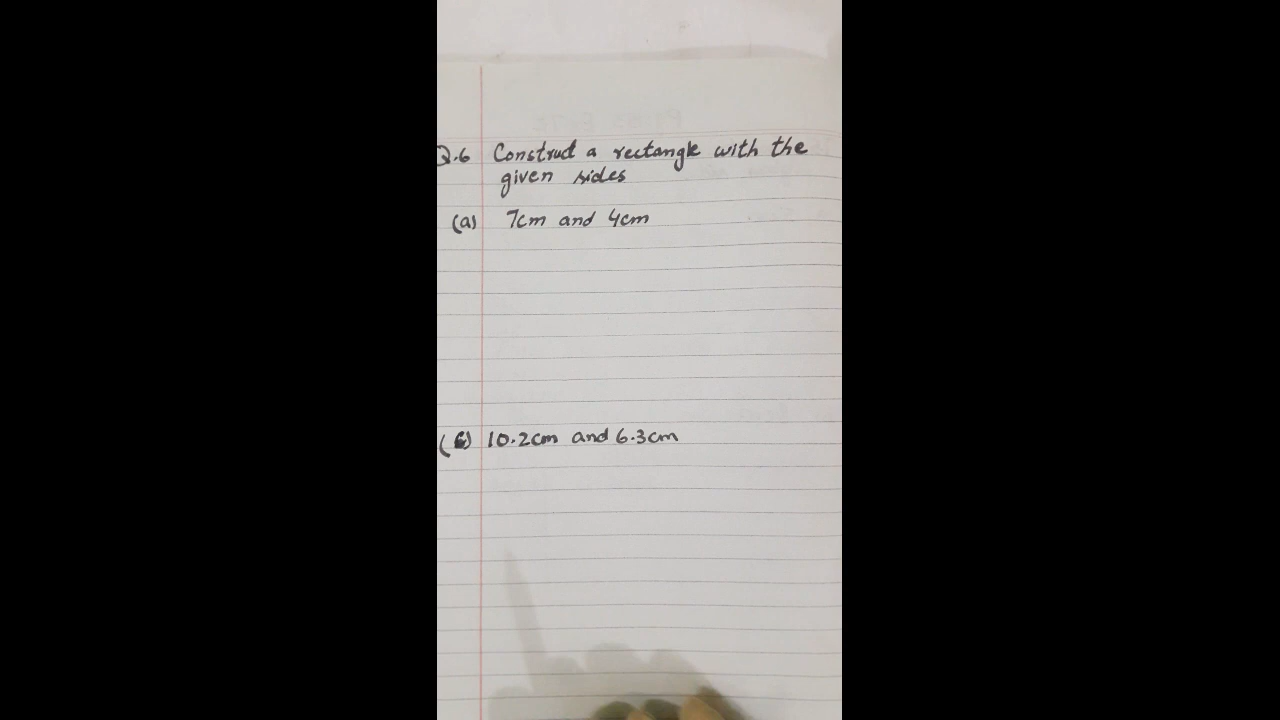 Q.6 Construct a rectangle with the
given sides
(a) 7cm and 4cm
(c) 10.2cm and 6.3cm